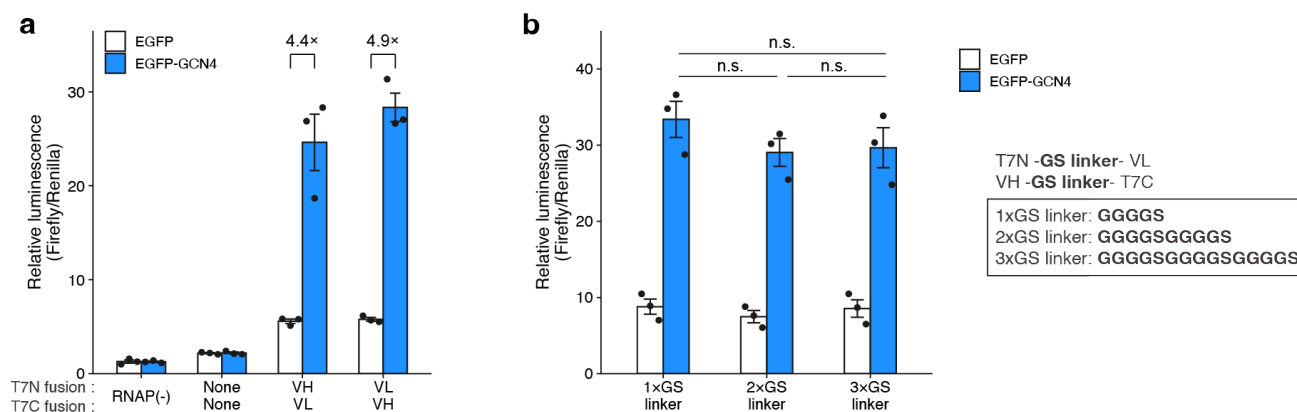 a
EGFP
EGFP-GCN4
4.4×
4.9×
Relative luminescence
(Firefly/Renilla)
30
20
10
0
T7N fusion :
T7C fusion :
RNAP(-)
None
None
VH
VL
VL
VH
b
n.s.
n.s.
n.s.
EGFP
EGFP-GCN4
Relative luminescence
(Firefly/Renilla)
40
30
20
10
0
1×GS
linker
2×GS
linker
3×GS
linker
T7N -GS linker- VL
VH -GS linker- T7C
1xGS linker: GGGGS
2xGS linker: GGGGSGGGGS
3xGS linker: GGGGSGGGGSGGGGS